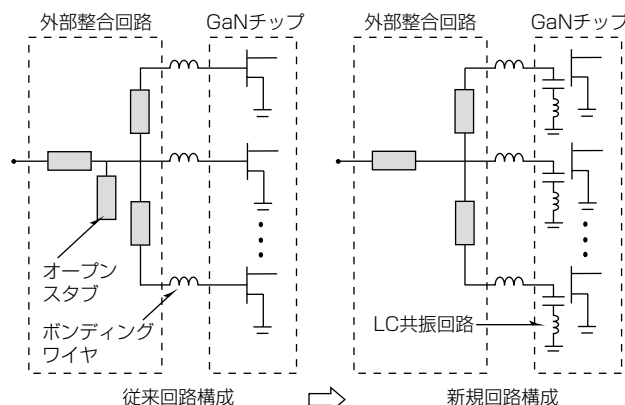 外部整合回路
GaNチップ
外部整合回路
GaNチップ
オープン
スタブ
ボンディング
ワイヤ
LC共振回路
従来回路構成
新規回路構成